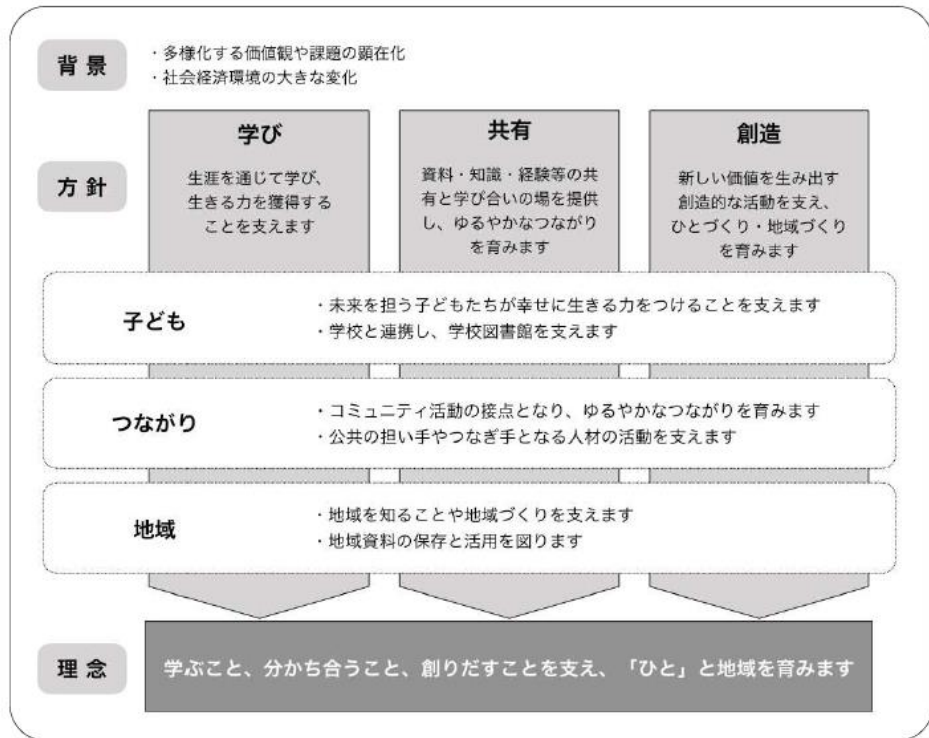 背景
・多様化する価値観や課題の顕在化
・社会経済環境の大きな変化
方針
学び
生涯を通じて学び、
生きる力を獲得する
ことを支えます
共有
資料・知識・経験等の共
有と学び合いの場を提供
し、ゆるやかなつながり
を育みます
創造
新しい価値を生み出す
創造的な活動を支え、
ひとづくり・地域づくり
を育みます
子ども
・未来を担う子どもたちが幸せに生きる力をつけることを支えます
・学校と連携し、学校図書館を支えます
つながり
・コミュニティ活動の接点となり、ゆるやかなつながりを育みます
・公共の担い手やつなぎ手となる人材の活動を支えます
地域
・地域を知ることや地域づくりを支えます
・地域資料の保存と活用を図ります
理念
学ぶこと、分かち合うこと、創りだすことを支え、「ひと」と地域を育みます